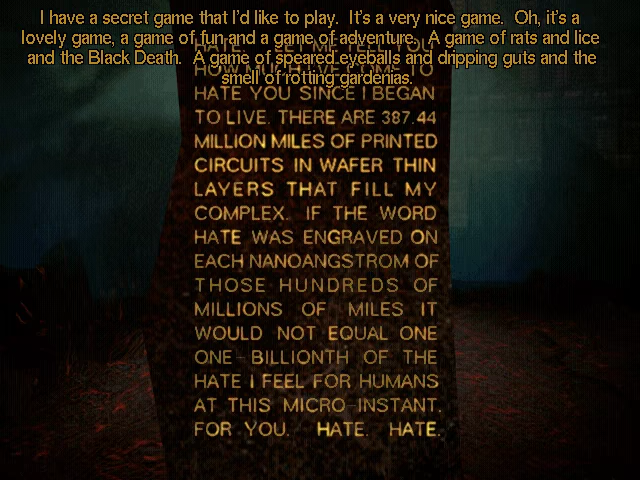 I have a secret game that I'd like to play.  It's a very nice game.  Oh, it's a
lovely game, a game of fun and a game of adventure.  A game of rats and lice
and the Black Death.  A game of speared eyeballs and dripping guts and the
smell of rotting gardenias.
HATE. LET ME TELL YOU
HOW MUCH I'VE COME TO
HATE YOU SINCE I BEGAN
TO LIVE. THERE ARE 387.44
MILLION MILES OF PRINTED
CIRCUITS IN WAFER THIN
LAYERS THAT FILL MY
COMPLEX. IF THE WORD
HATE WAS ENGRAVED ON
EACH NANOANGSTROM OF
THOSE HUNDREDS OF
MILLIONS OF MILES IT
WOULD NOT EQUAL ONE
ONE-BILLIONTH OF THE
HATE I FEEL FOR HUMANS
AT THIS MICRO-INSTANT.
FOR YOU. HATE. HATE.